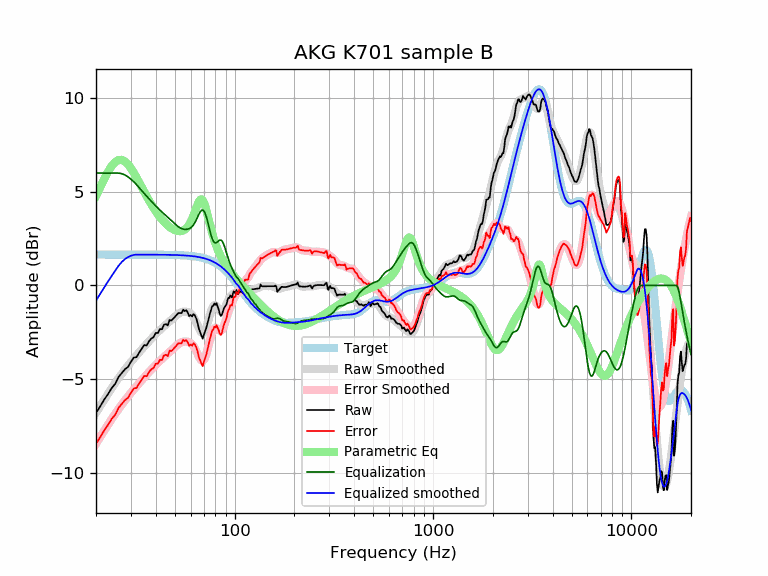 AKG K701 sample B
10
5
0
−5
−10
Amplitude (dBr)
Target
Raw Smoothed
Error Smoothed
Raw
Error
Parametric Eq
Equalization
Equalized smoothed
100
1000
10000
Frequency (Hz)